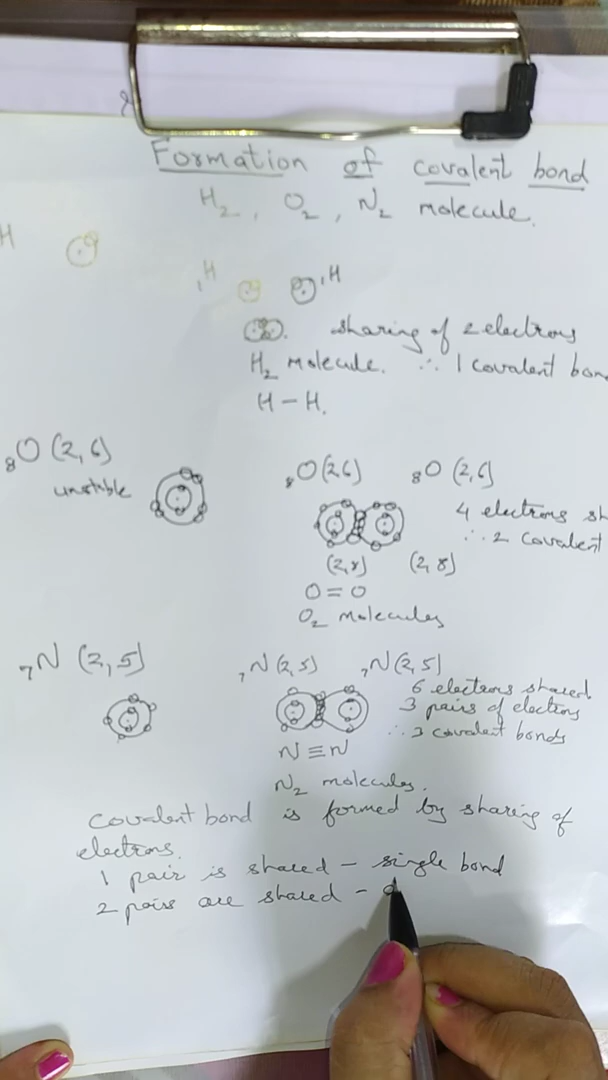 Formation of covalent bond
H2, O2, N2 molecule.
H
1H 1H
sharing of 2 electrons
H2 molecule. ∴ 1 covalent bon
H-H.
8O (2,6)
unstable
8O (2,6) 8O (2,6)
4 electrons sh
∴ 2 covalent
(2,8) (2,8)
O=O
O2 molecules
7N (2,5)
7N (2,5) 7N (2,5)
6 electrons shared
3 pairs of electrons
∴ 3 covalent bonds
N≡N
N2 molecules.
Covalent bond is formed by sharing of
electrons.
1 pair is shared - single bond
2 pairs are shared -